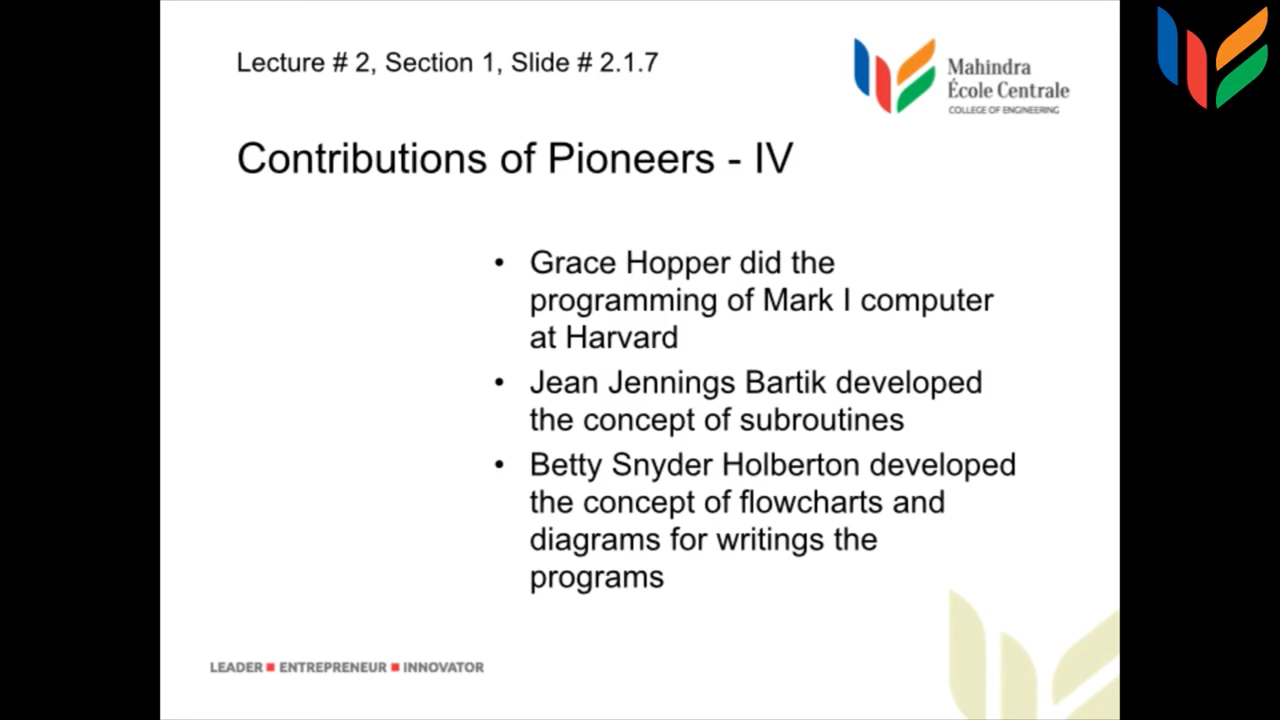 Lecture # 2, Section 1, Slide # 2.1.7
Mahindra
École Centrale
COLLEGE OF ENGINEERING
Contributions of Pioneers - IV
• Grace Hopper did the
programming of Mark I computer
at Harvard
• Jean Jennings Bartik developed
the concept of subroutines
• Betty Snyder Holberton developed
the concept of flowcharts and
diagrams for writings the
programs
LEADER ■ ENTREPRENEUR ■ INNOVATOR